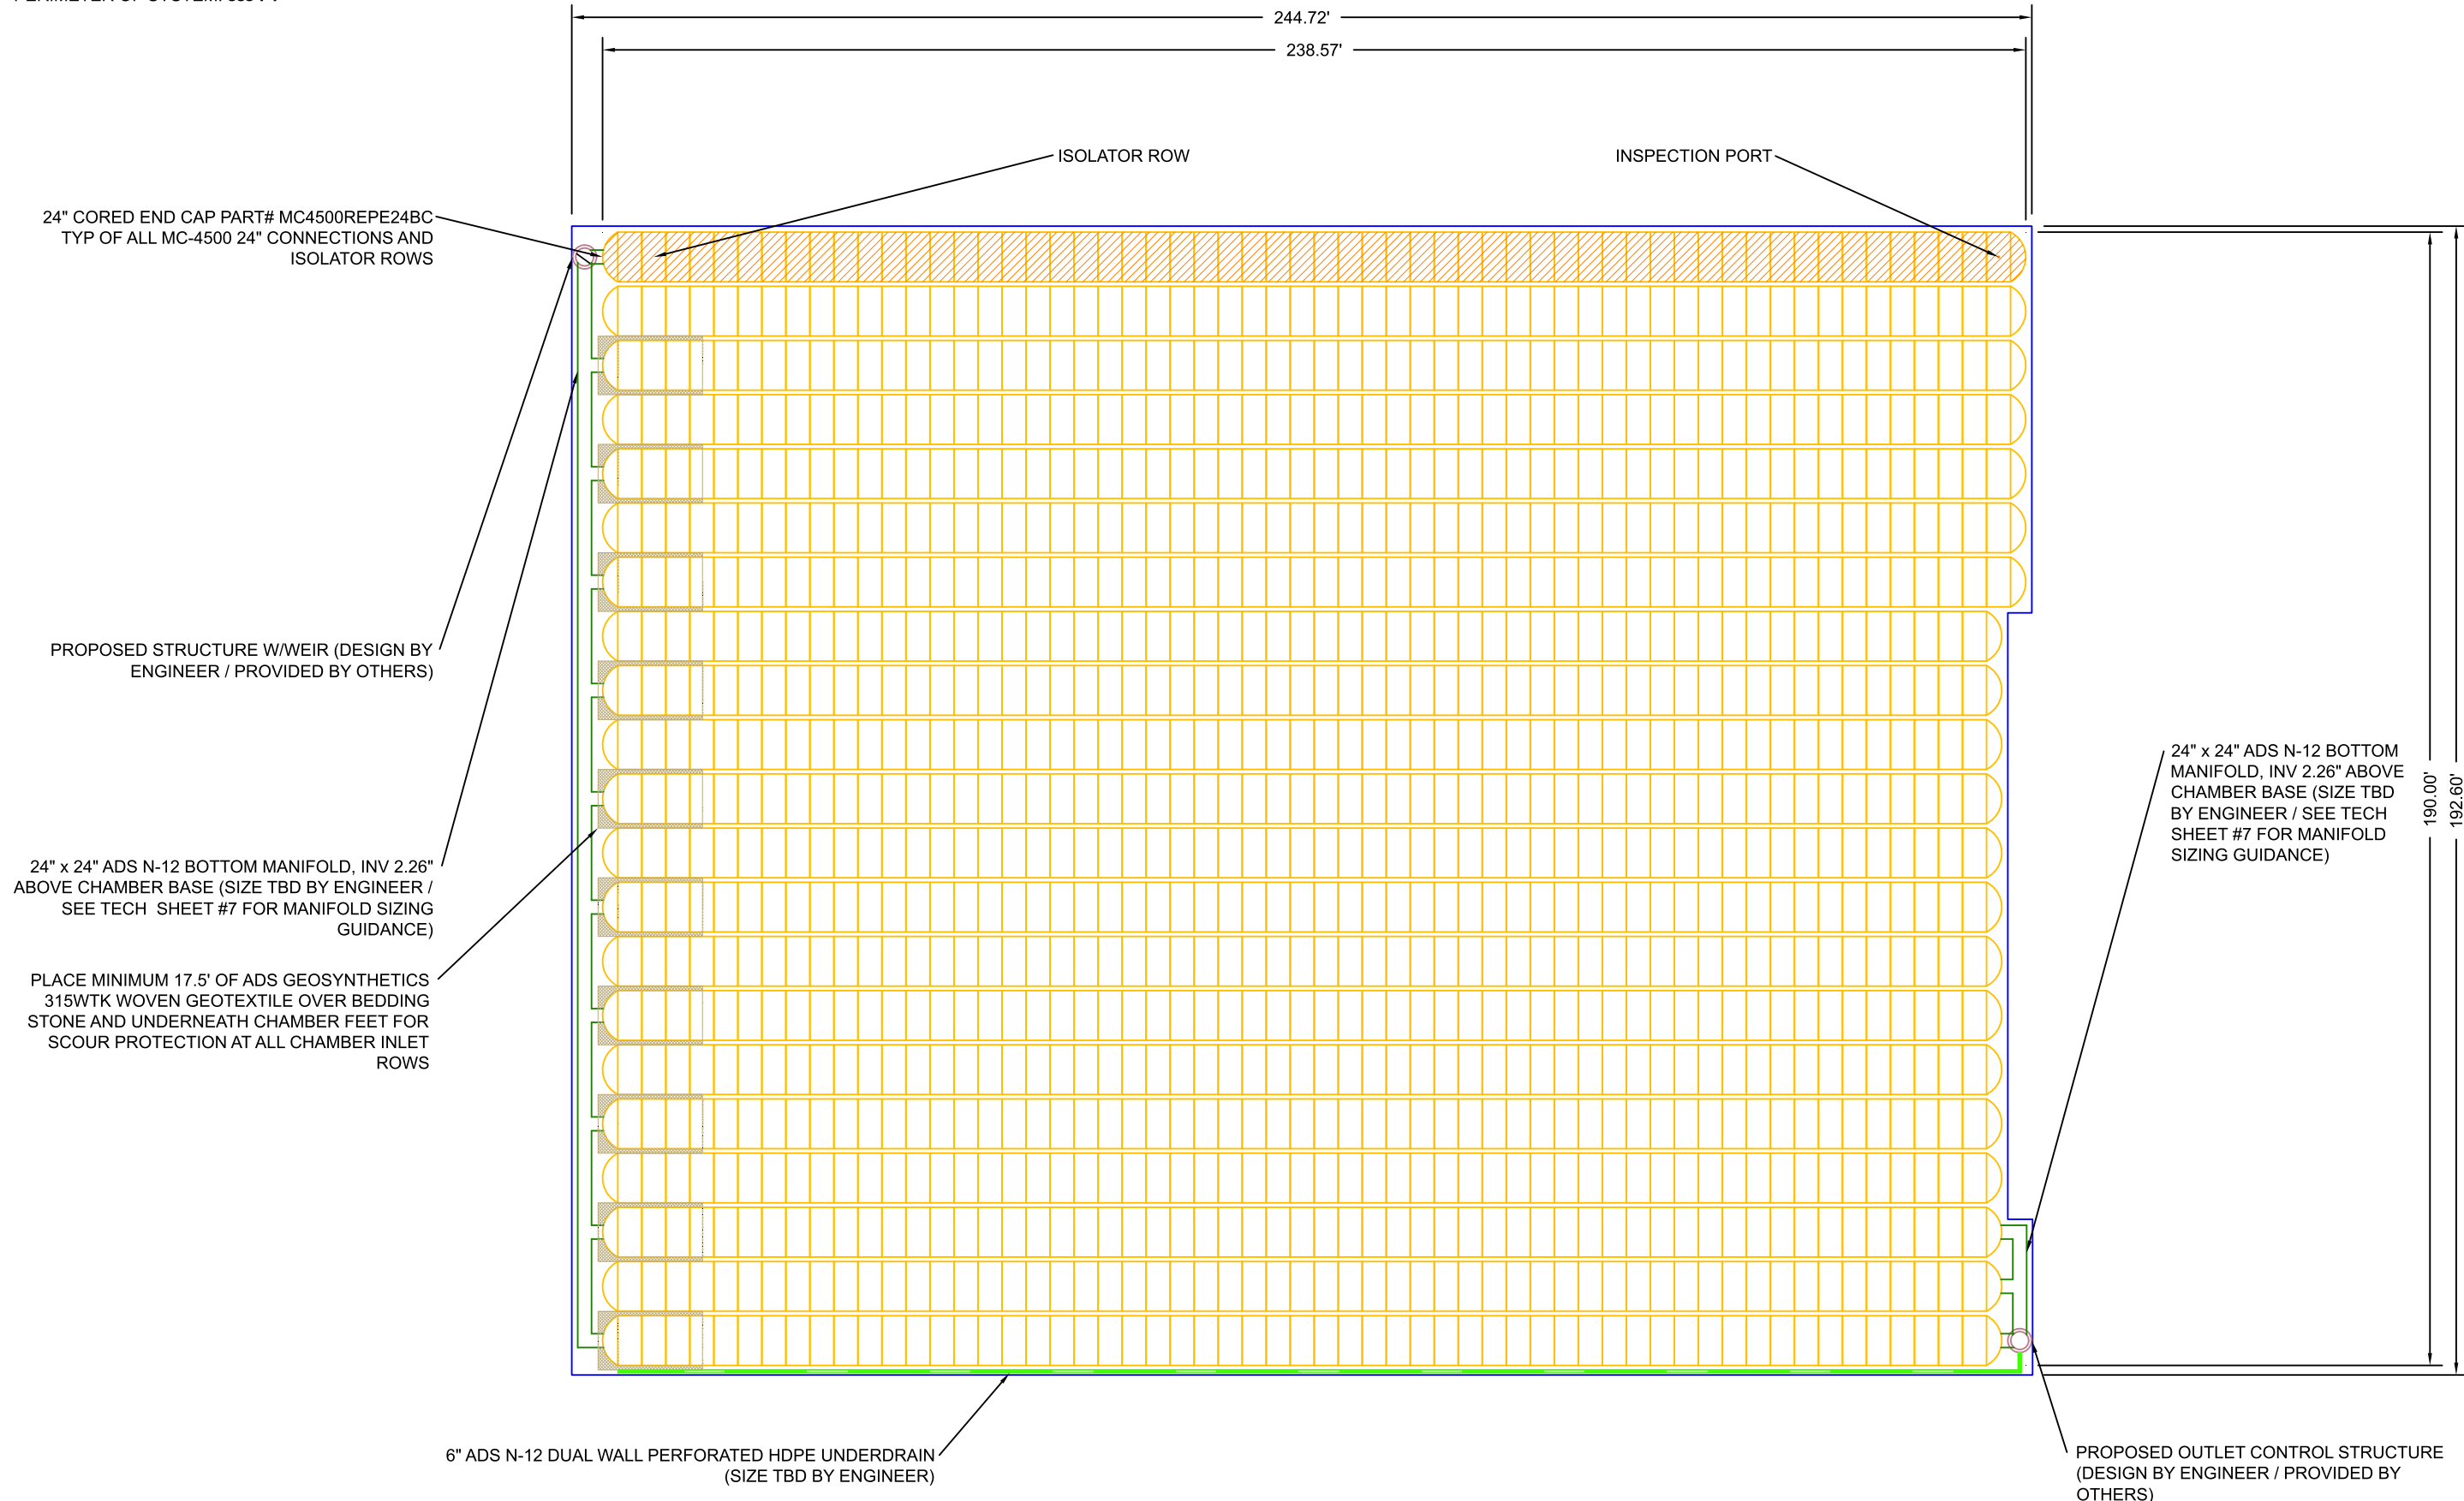 244.72'
238.57'
ISOLATOR ROW
INSPECTION PORT
24" CORED END CAP PART# MC4500REPE24BC
TYP OF ALL MC-4500 24" CONNECTIONS AND
ISOLATOR ROWS
PROPOSED STRUCTURE W/WEIR (DESIGN BY
ENGINEER / PROVIDED BY OTHERS)
24" x 24" ADS N-12 BOTTOM MANIFOLD, INV 2.26"
ABOVE CHAMBER BASE (SIZE TBD BY ENGINEER /
SEE TECH SHEET #7 FOR MANIFOLD SIZING
GUIDANCE)
PLACE MINIMUM 17.5' OF ADS GEOSYNTHETICS
315WTK WOVEN GEOTEXTILE OVER BEDDING
STONE AND UNDERNEATH CHAMBER FEET FOR
SCOUR PROTECTION AT ALL CHAMBER INLET
ROWS
24" x 24" ADS N-12 BOTTOM
MANIFOLD, INV 2.26" ABOVE
CHAMBER BASE (SIZE TBD
BY ENGINEER / SEE TECH
SHEET #7 FOR MANIFOLD
SIZING GUIDANCE)
190.00'
192.60'
6" ADS N-12 DUAL WALL PERFORATED HDPE UNDERDRAIN
(SIZE TBD BY ENGINEER)
PROPOSED OUTLET CONTROL STRUCTURE
(DESIGN BY ENGINEER / PROVIDED BY
OTHERS)